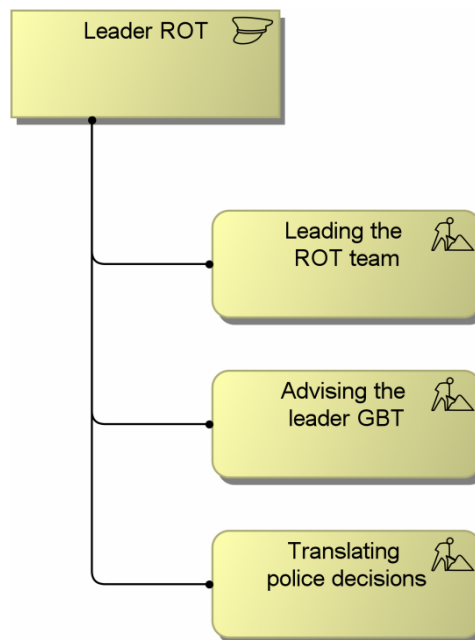 Leader ROT
Leading the
ROT team
Advising the
leader GBT
Translating
police decisions